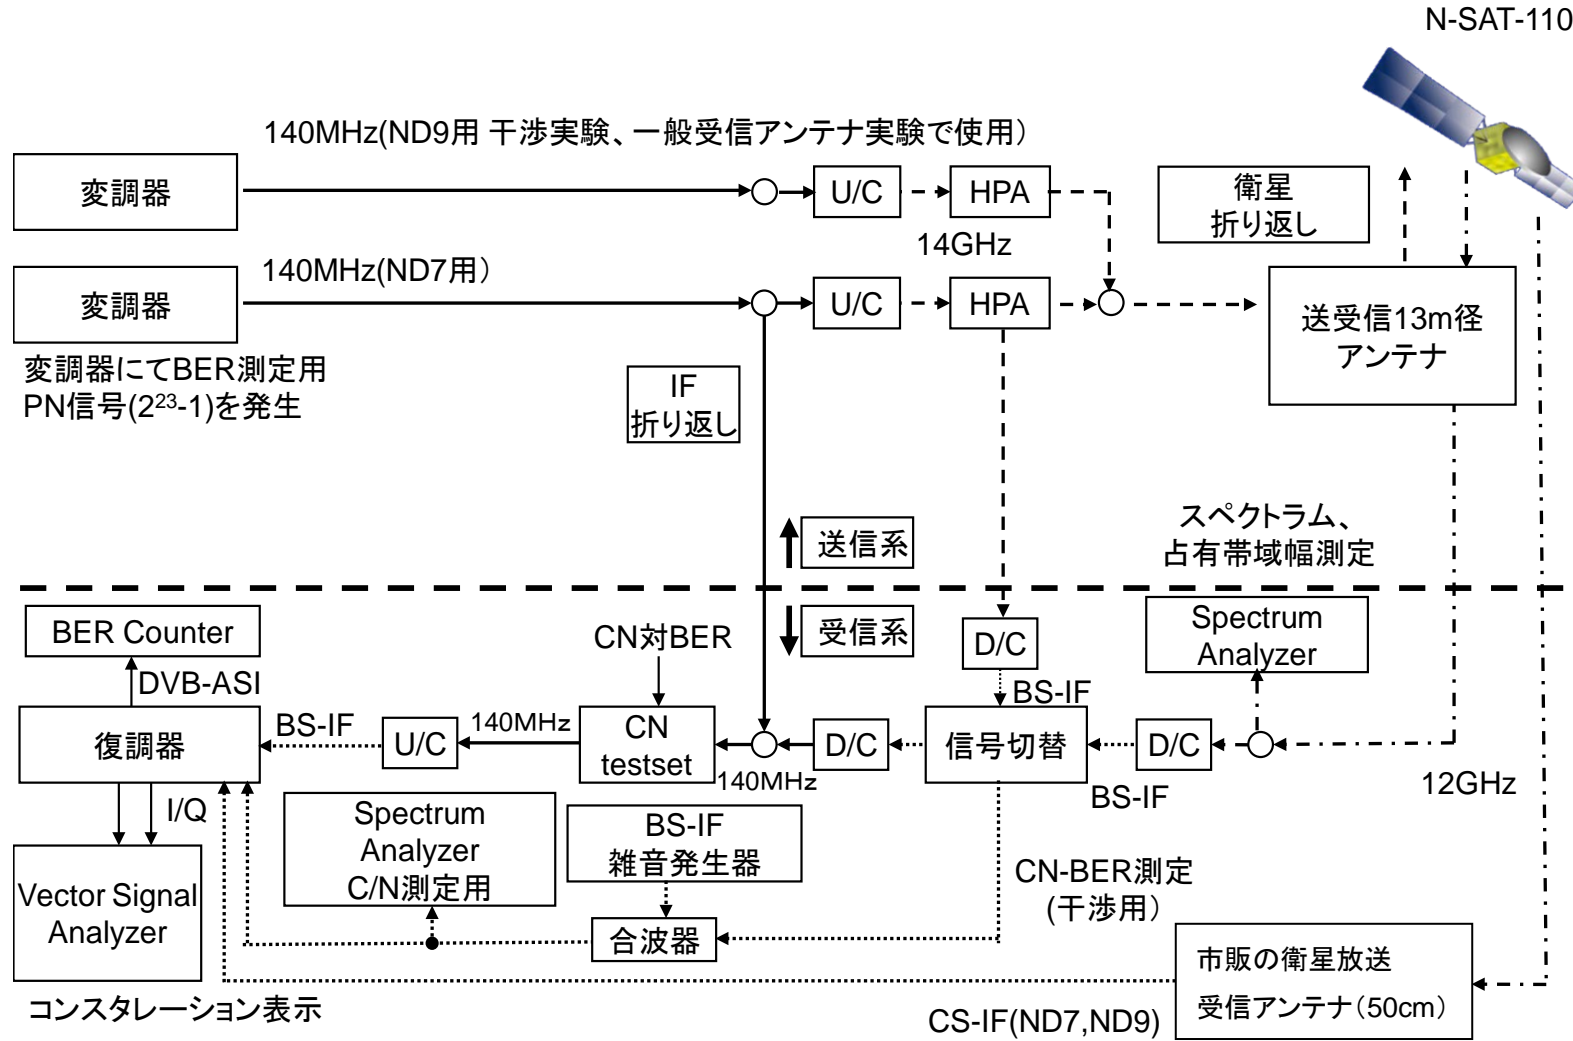 N-SAT-110
140MHz(ND9用 干渉実験、一般受信アンテナ実験で使用）
変調器
U/C
HPA
衛星
折り返し
14GHz
140MHz(ND7用）
変調器
U/C
HPA
送受信13m径
アンテナ
変調器にてBER測定用
PN信号(2²³-1)を発生
IF
折り返し
スペクトラム、
占有帯域幅測定
送信系
受信系
BER Counter
CN対BER
D/C
Spectrum
Analyzer
DVB-ASI
BS-IF
復調器
BS-IF
U/C
140MHz
CN
testset
140MHz
D/C
信号切替
D/C
BS-IF
12GHz
I/Q
Spectrum
Analyzer
C/N測定用
BS-IF
雑音発生器
Vector Signal
Analyzer
CN-BER測定
(干渉用）
合波器
市販の衛星放送
受信アンテナ（50cm）
コンスタレーション表示
CS-IF(ND7,ND9)